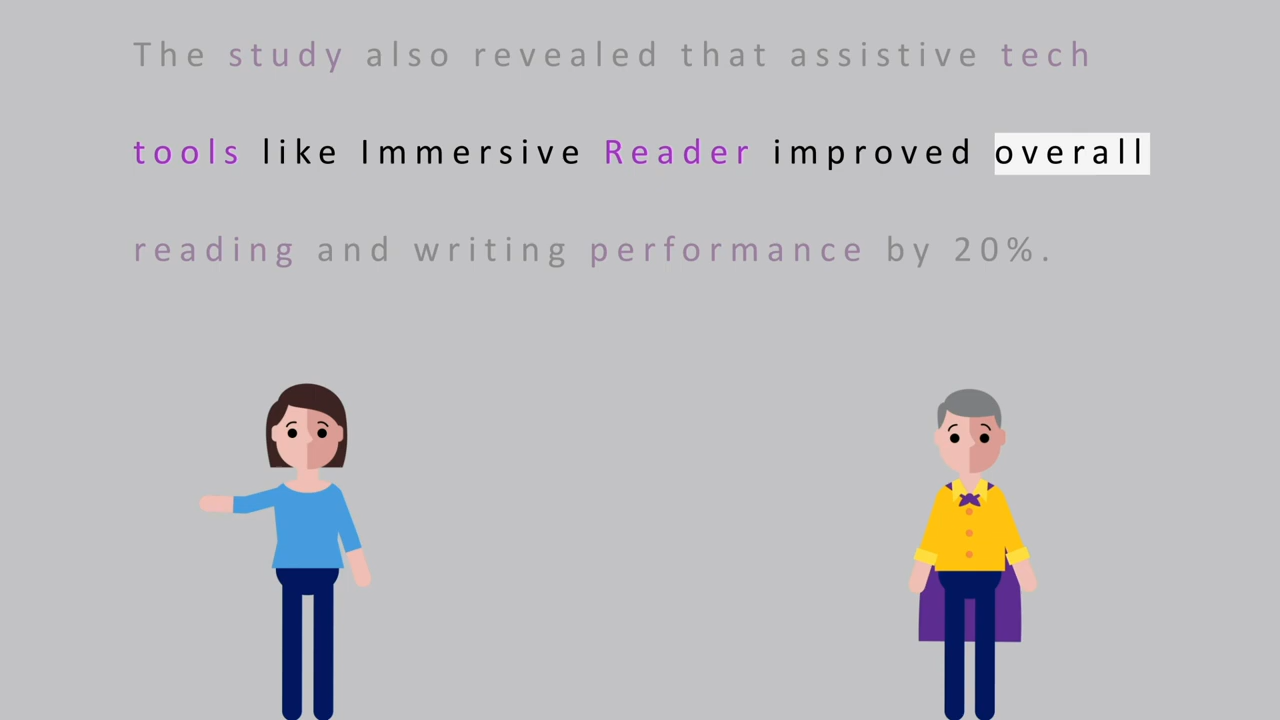 The study also revealed that assistive tech
tools like Immersive Reader improved overall
reading and writing performance by 20%.